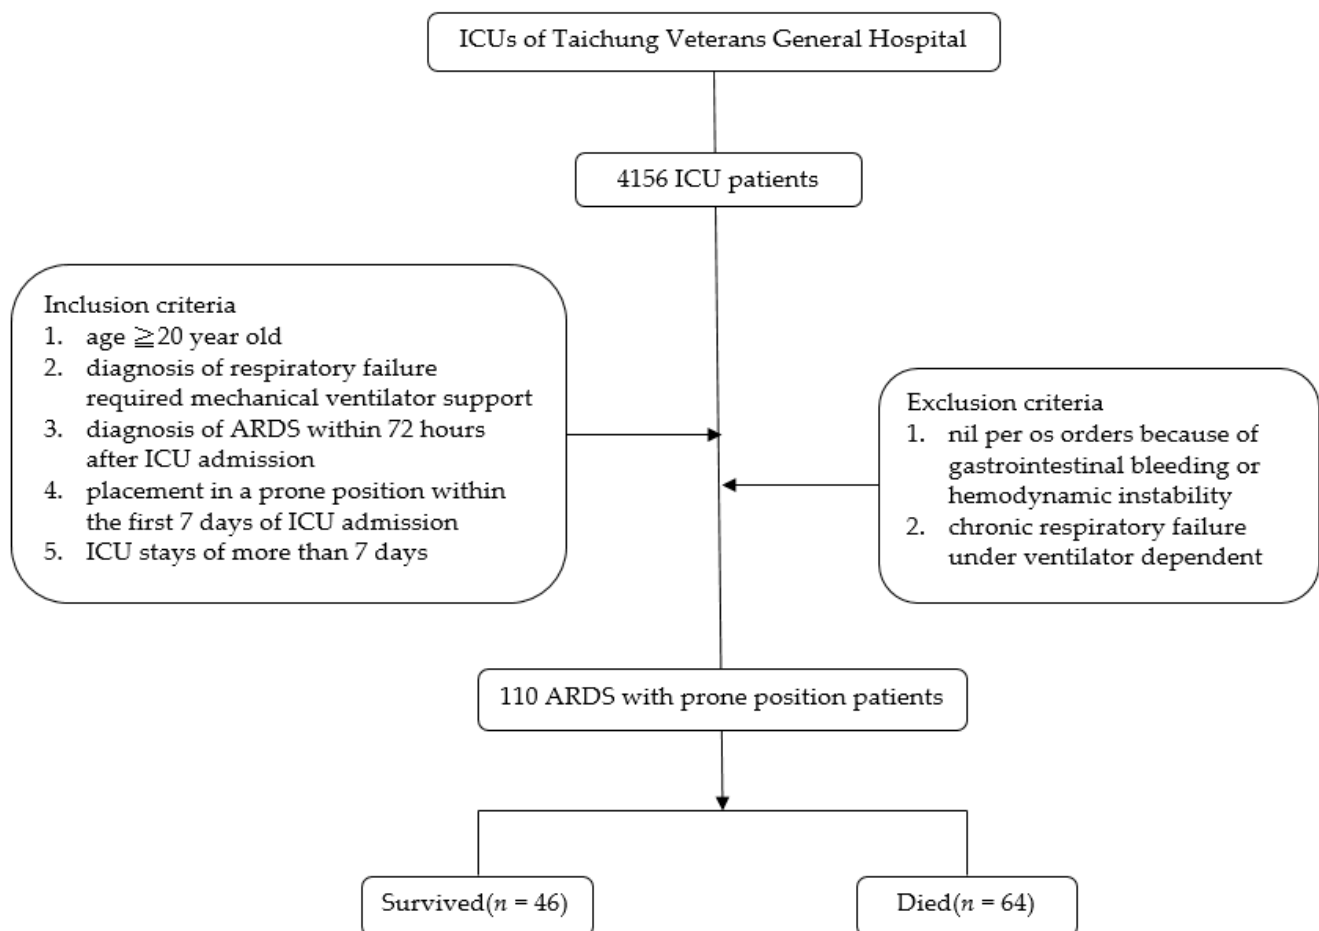 ICUs of Taichung Veterans General Hospital
4156 ICU patients
Inclusion criteria
1. age ≧20 year old
2. diagnosis of respiratory failure
required mechanical ventilator support
3. diagnosis of ARDS within 72 hours
after ICU admission
4. placement in a prone position within
the first 7 days of ICU admission
5. ICU stays of more than 7 days
Exclusion criteria
1. nil per os orders because of
gastrointestinal bleeding or
hemodynamic instability
2. chronic respiratory failure
under ventilator dependent
110 ARDS with prone position patients
Survived(n = 46)
Died(n = 64)